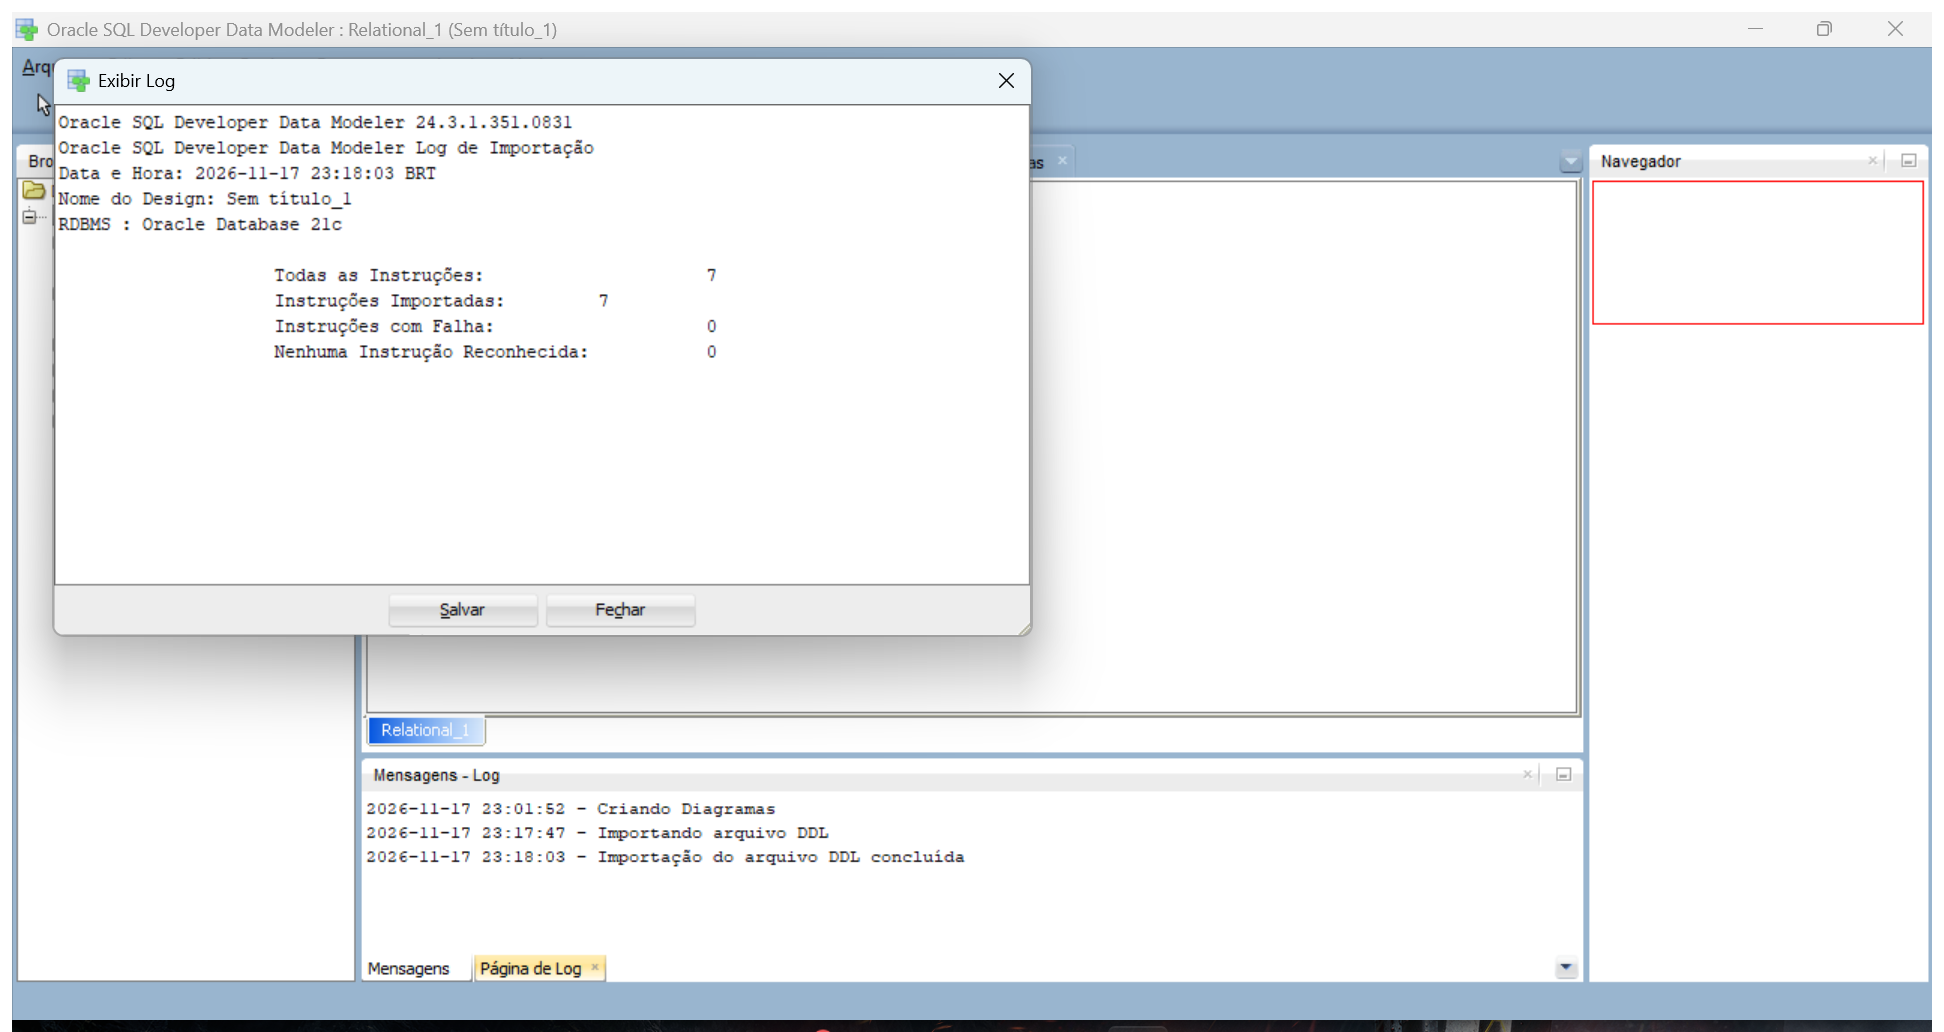 Oracle SQL Developer Data Modeler : Relational_1 (Sem título_1)
Exibir Log
Oracle SQL Developer Data Modeler 24.3.1.351.0831
Oracle SQL Developer Data Modeler Log de Importação
Data e Hora: 2026-11-17 23:18:03 BRT
Nome do Design: Sem título_1
RDBMS : Oracle Database 21c
Todas as Instruções: 7
Instruções Importadas: 7
Instruções com Falha: 0
Nenhuma Instrução Reconhecida: 0
Salvar Fechar
Navegador
Relational_1
Mensagens - Log
2026-11-17 23:01:52 - Criando Diagramas
2026-11-17 23:17:47 - Importando arquivo DDL
2026-11-17 23:18:03 - Importação do arquivo DDL concluída
Mensagens Página de Log